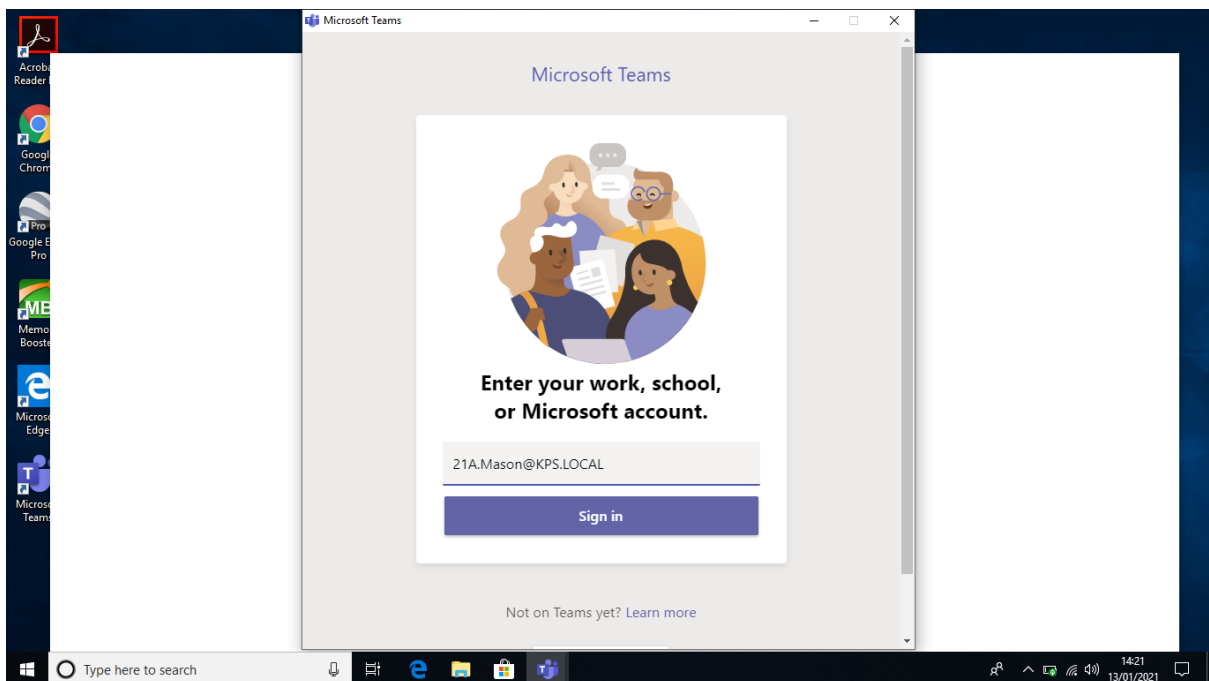 Microsoft Teams
Microsoft Teams
Acroba
Reader
Googl
Chrom
Pro
Google E
Pro
MB
Memo
Booste
Microso
Edge
T
Microso
Teams
Enter your work, school,
or Microsoft account.
21A.Mason@KPS.LOCAL
Sign in
Not on Teams yet? Learn more
Type here to search
14:21
13/01/2021